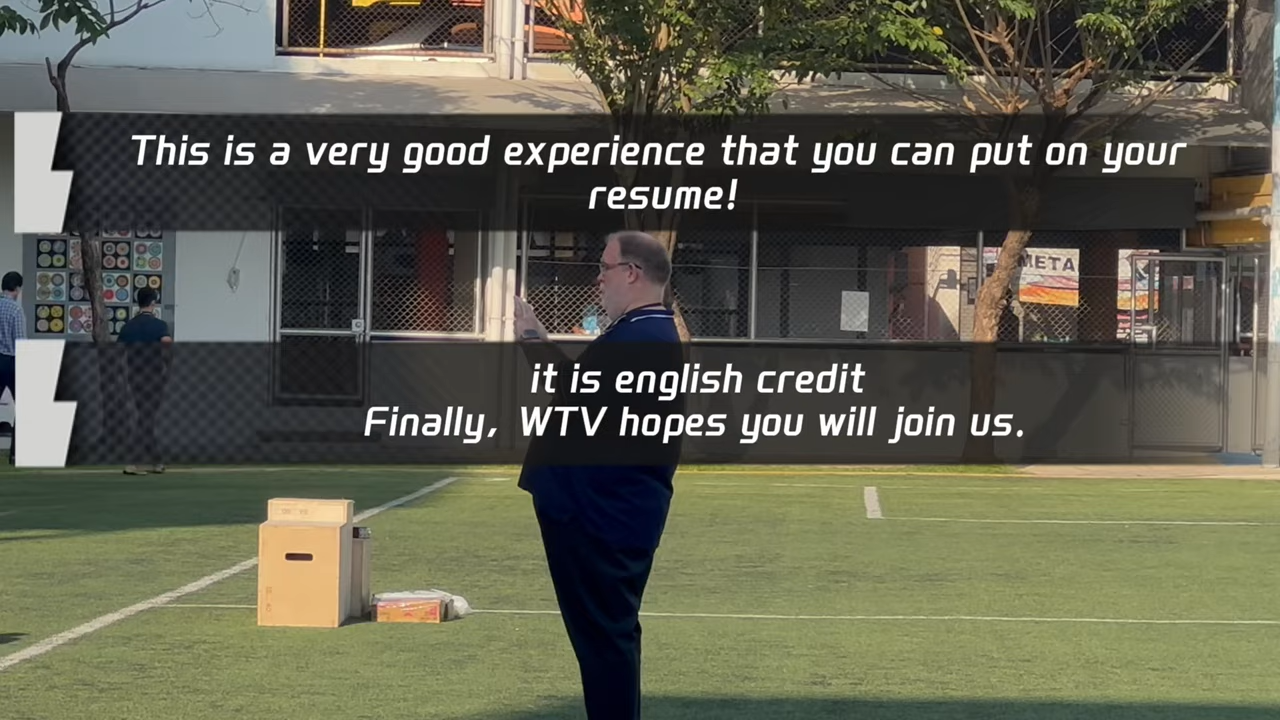 This is a very good experience that you can put on your
resume!
META
it is english credit
Finally, WTV hopes you will join us.